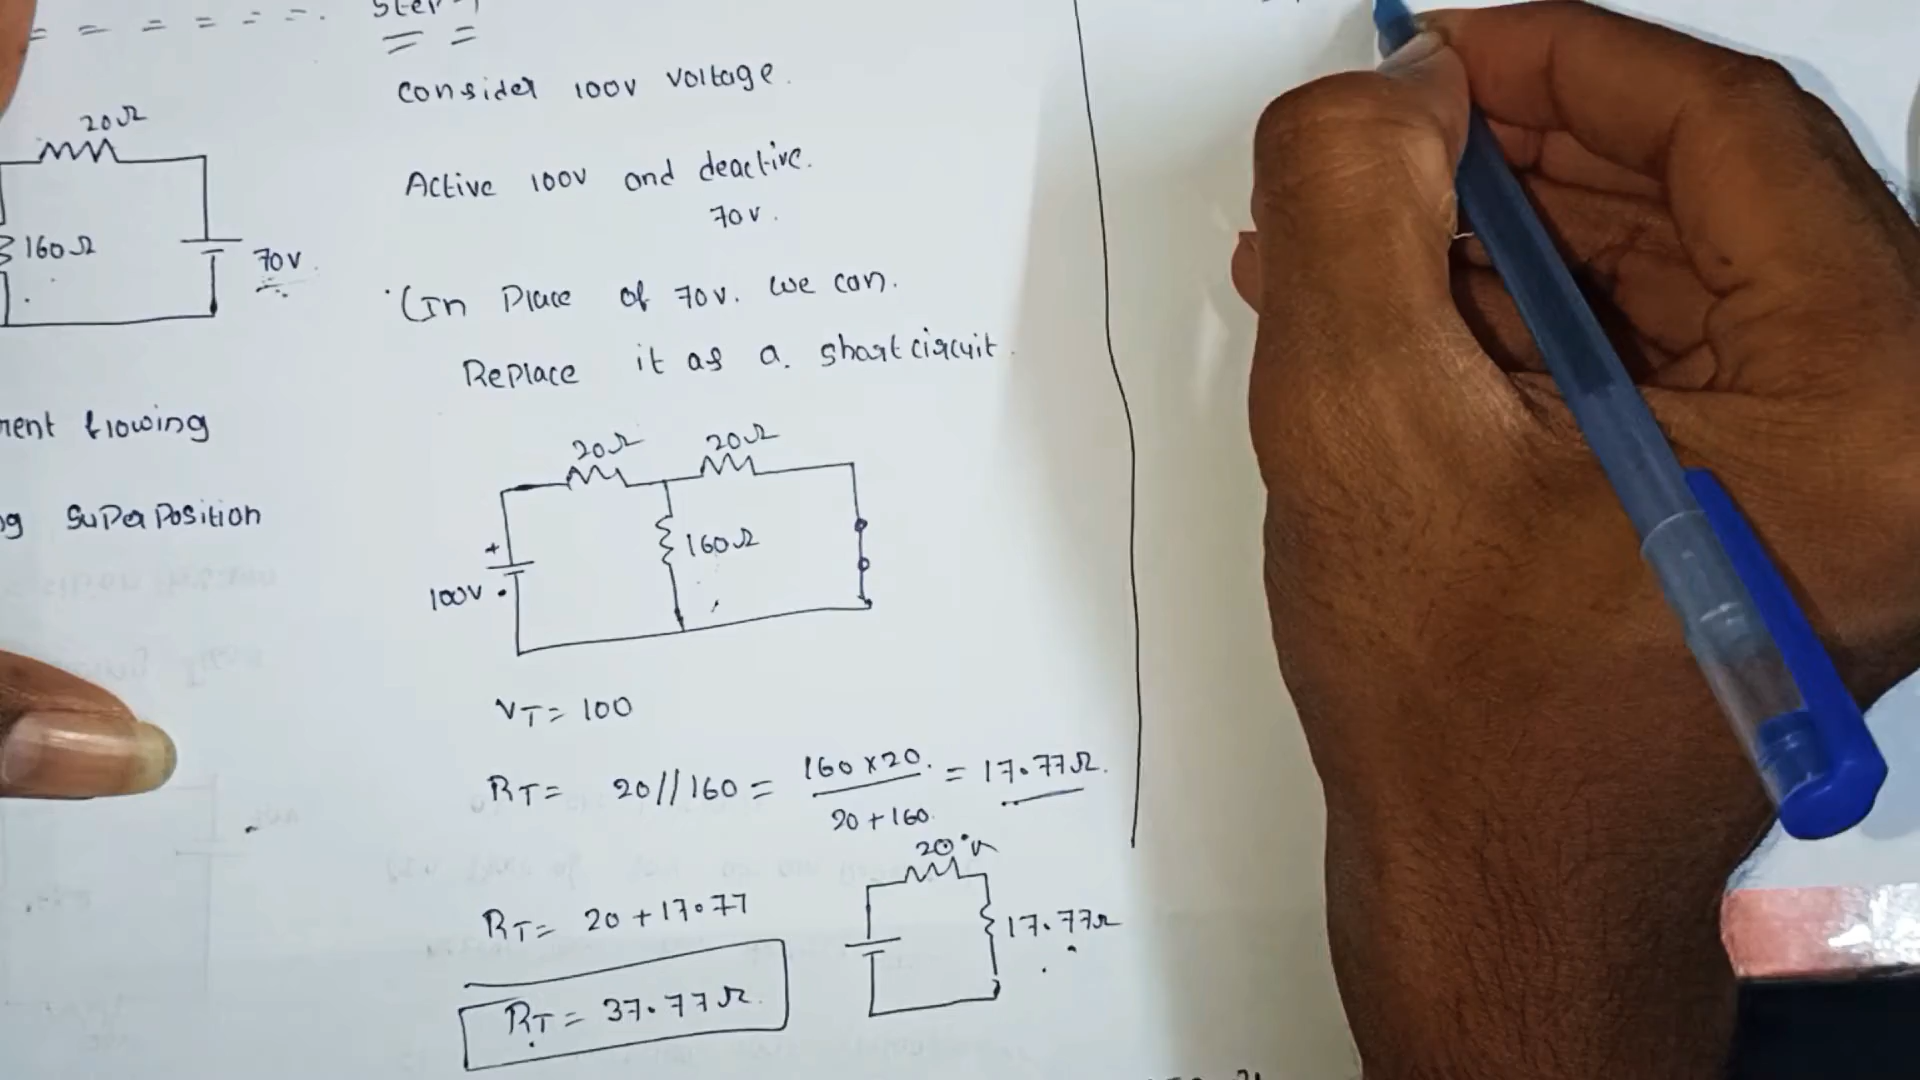 Step-1
20Ω
160Ω
70V.
flowing
Superposition
Consider 100V Voltage.
Active 100V and deactive.
70V.
(In Place of 70V. we can.
Replace it as a. short circuit.
20Ω 20Ω
160Ω
+
100V
VT = 100
RT = 20//160 = 160×20. / 20+160. = 17.77Ω.
20Ω
RT = 20+17.77
17.77Ω
RT = 37.77Ω.